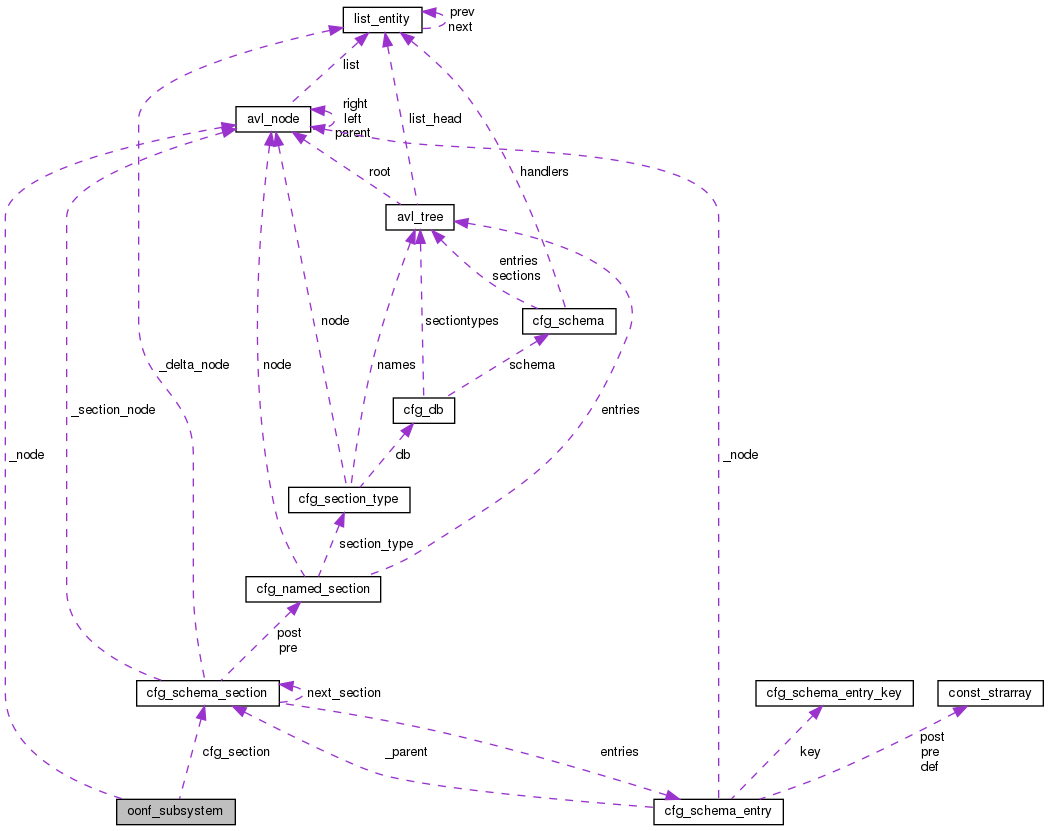 list_entity
prev
next
list
avl_node
right
left
parent
list_head
root
handlers
avl_tree
entries
sections
node
sectiontypes
cfg_schema
_delta_node
node
names
schema
_section_node
cfg_db
entries
_node
db
_node
cfg_section_type
section_type
cfg_named_section
post
pre
cfg_schema_section
next_section
cfg_schema_entry_key
const_strarray
cfg_section
_parent
entries
key
post
pre
def
oonf_subsystem
cfg_schema_entry